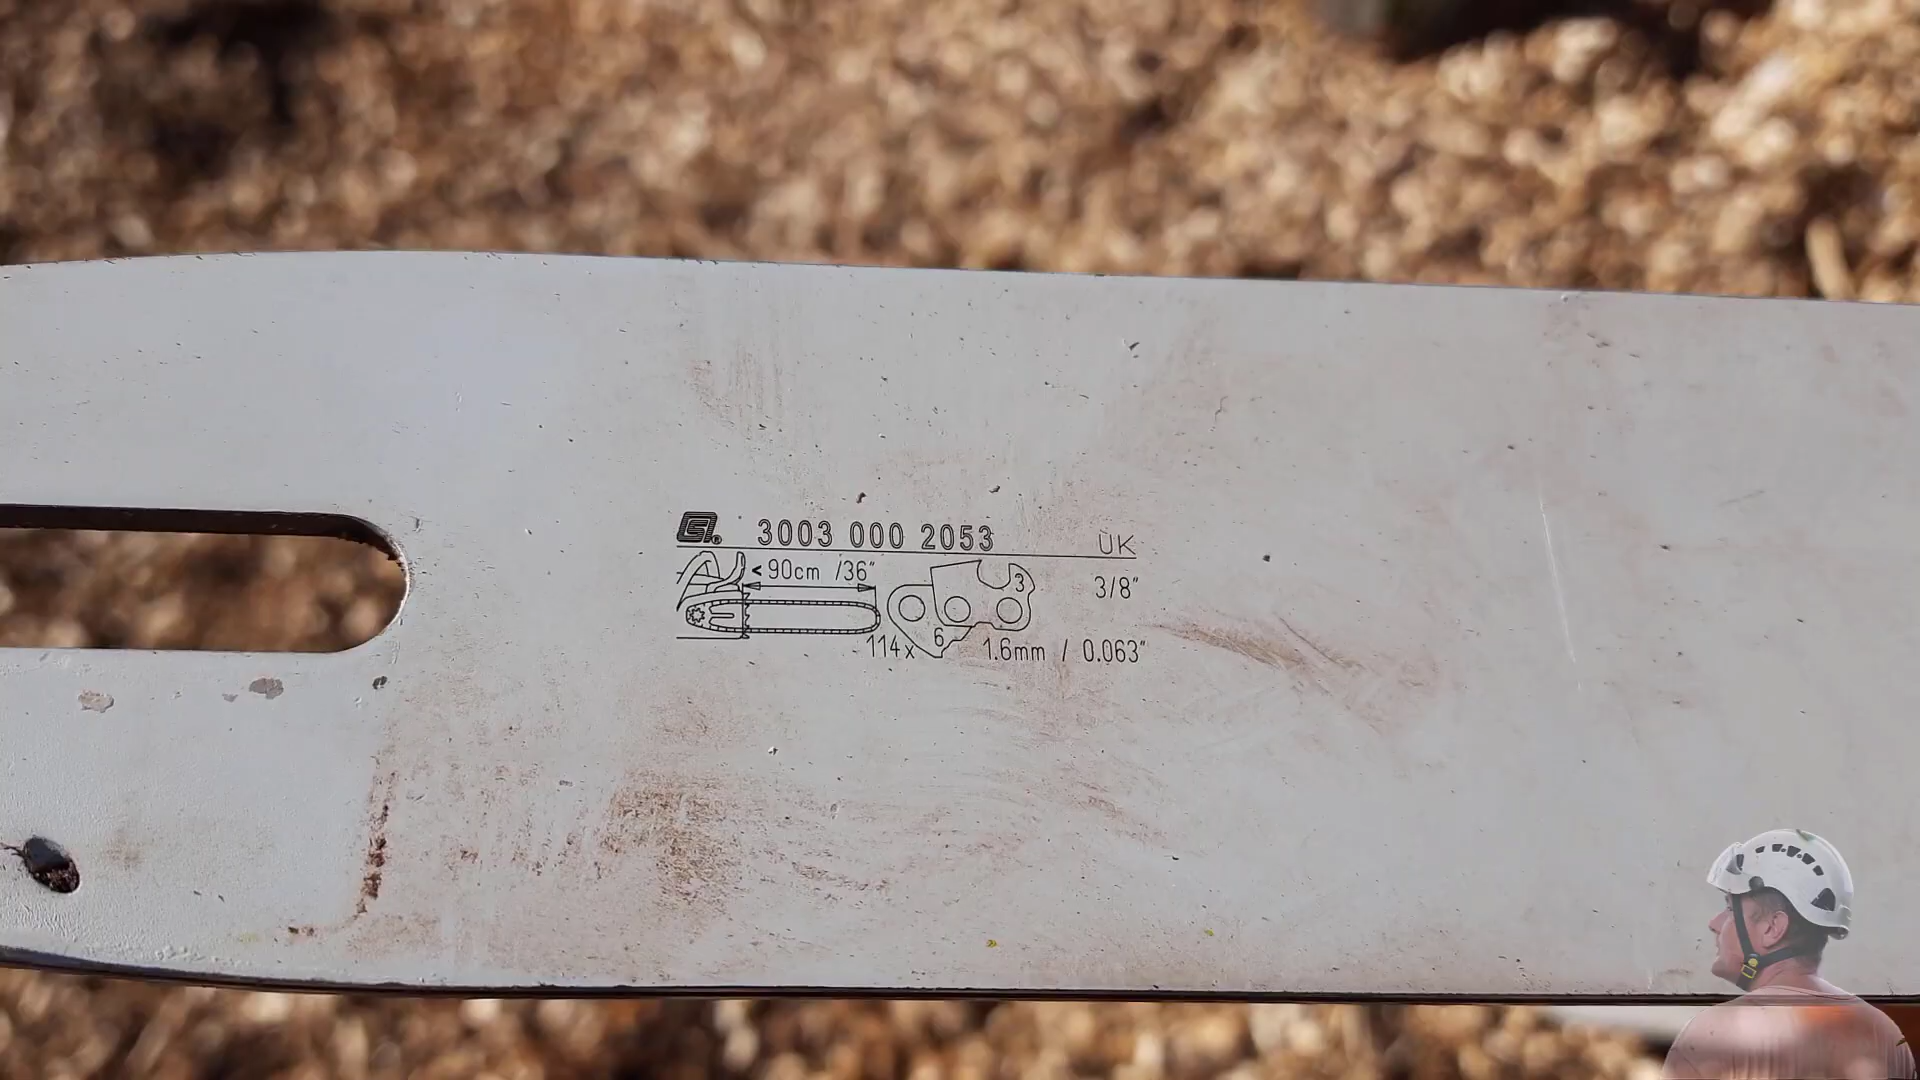 3003 000 2053 ÜK
< 90cm /36"
3 3/8"
114x 6 1.6mm / 0.063"